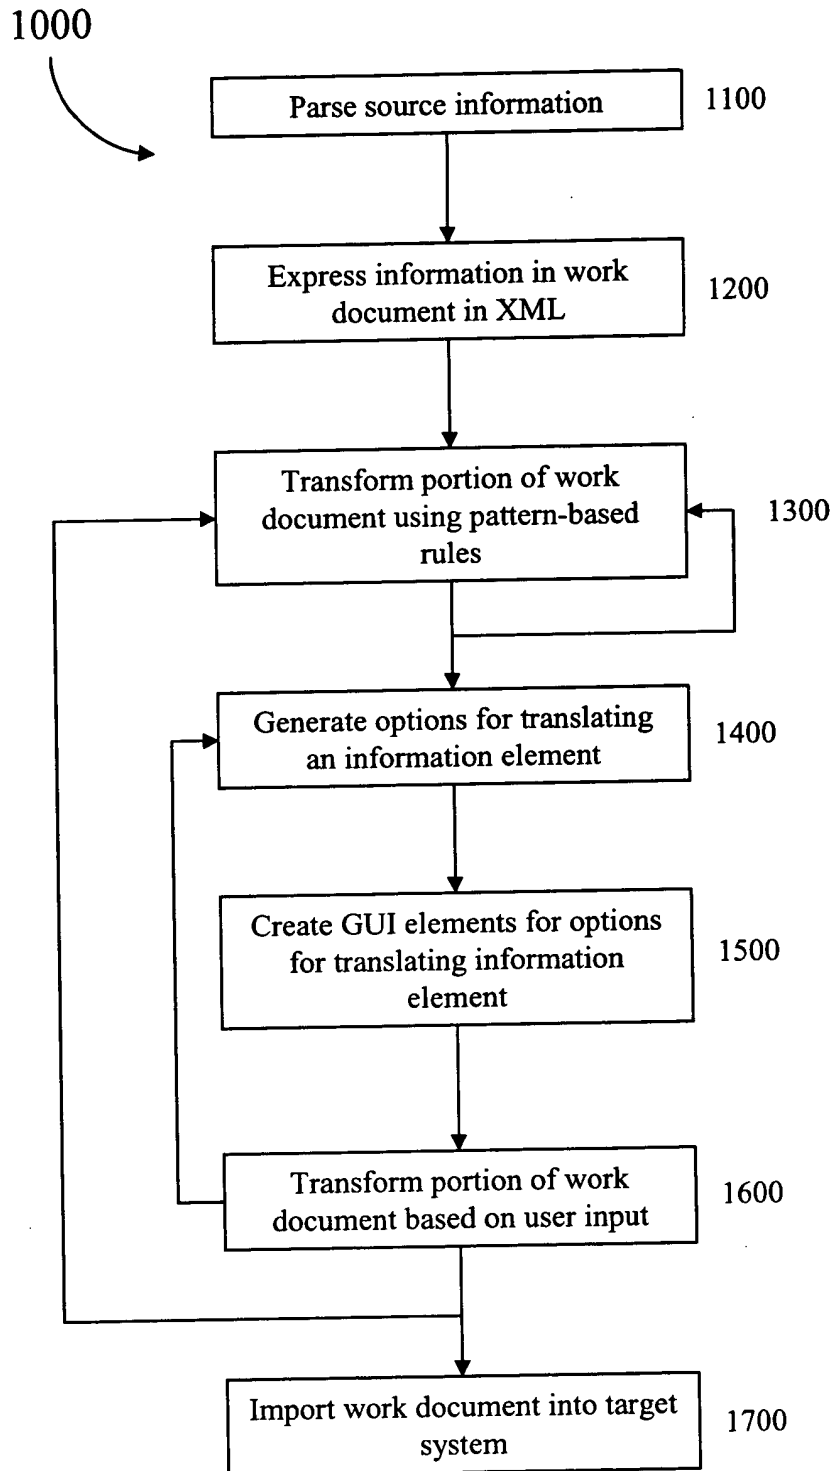 1000
Parse source information
1100
Express information in work
document in XML
1200
Transform portion of work
document using pattern-based
rules
1300
Generate options for translating
an information element
1400
Create GUI elements for options
for translating information
element
1500
Transform portion of work
document based on user input
1600
Import work document into target
system
1700